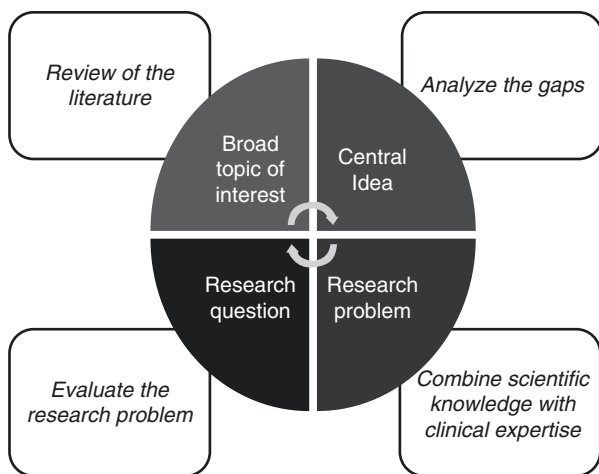 Review of the
literature
Analyze the gaps
Broad
topic of
interest
Central
Idea
Research
question
Research
problem
Evaluate the
research problem
Combine scientific
knowledge with
clinical expertise